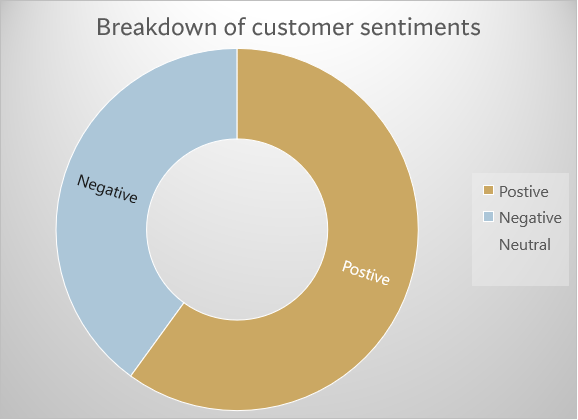 Breakdown of customer sentiments
Negative
Postive
Postive
Negative
Neutral